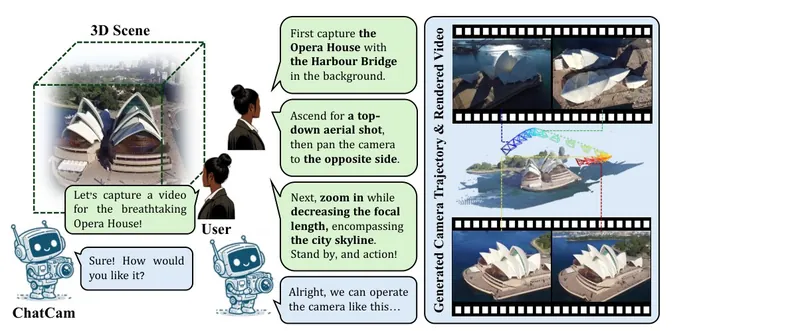 3D Scene
Let's capture a video
for the breathtaking
Opera House!
User
Sure! How would
you like it?
ChatCam
First capture the
Opera House with
the Harbour Bridge
in the background.
Ascend for a top-
down aerial shot,
then pan the camera
to the opposite side.
Next, zoom in while
decreasing the focal
length, encompassing
the city skyline.
Stand by, and action!
Alright, we can operate
the camera like this…
Generated Camera Trajectory & Rendered Video